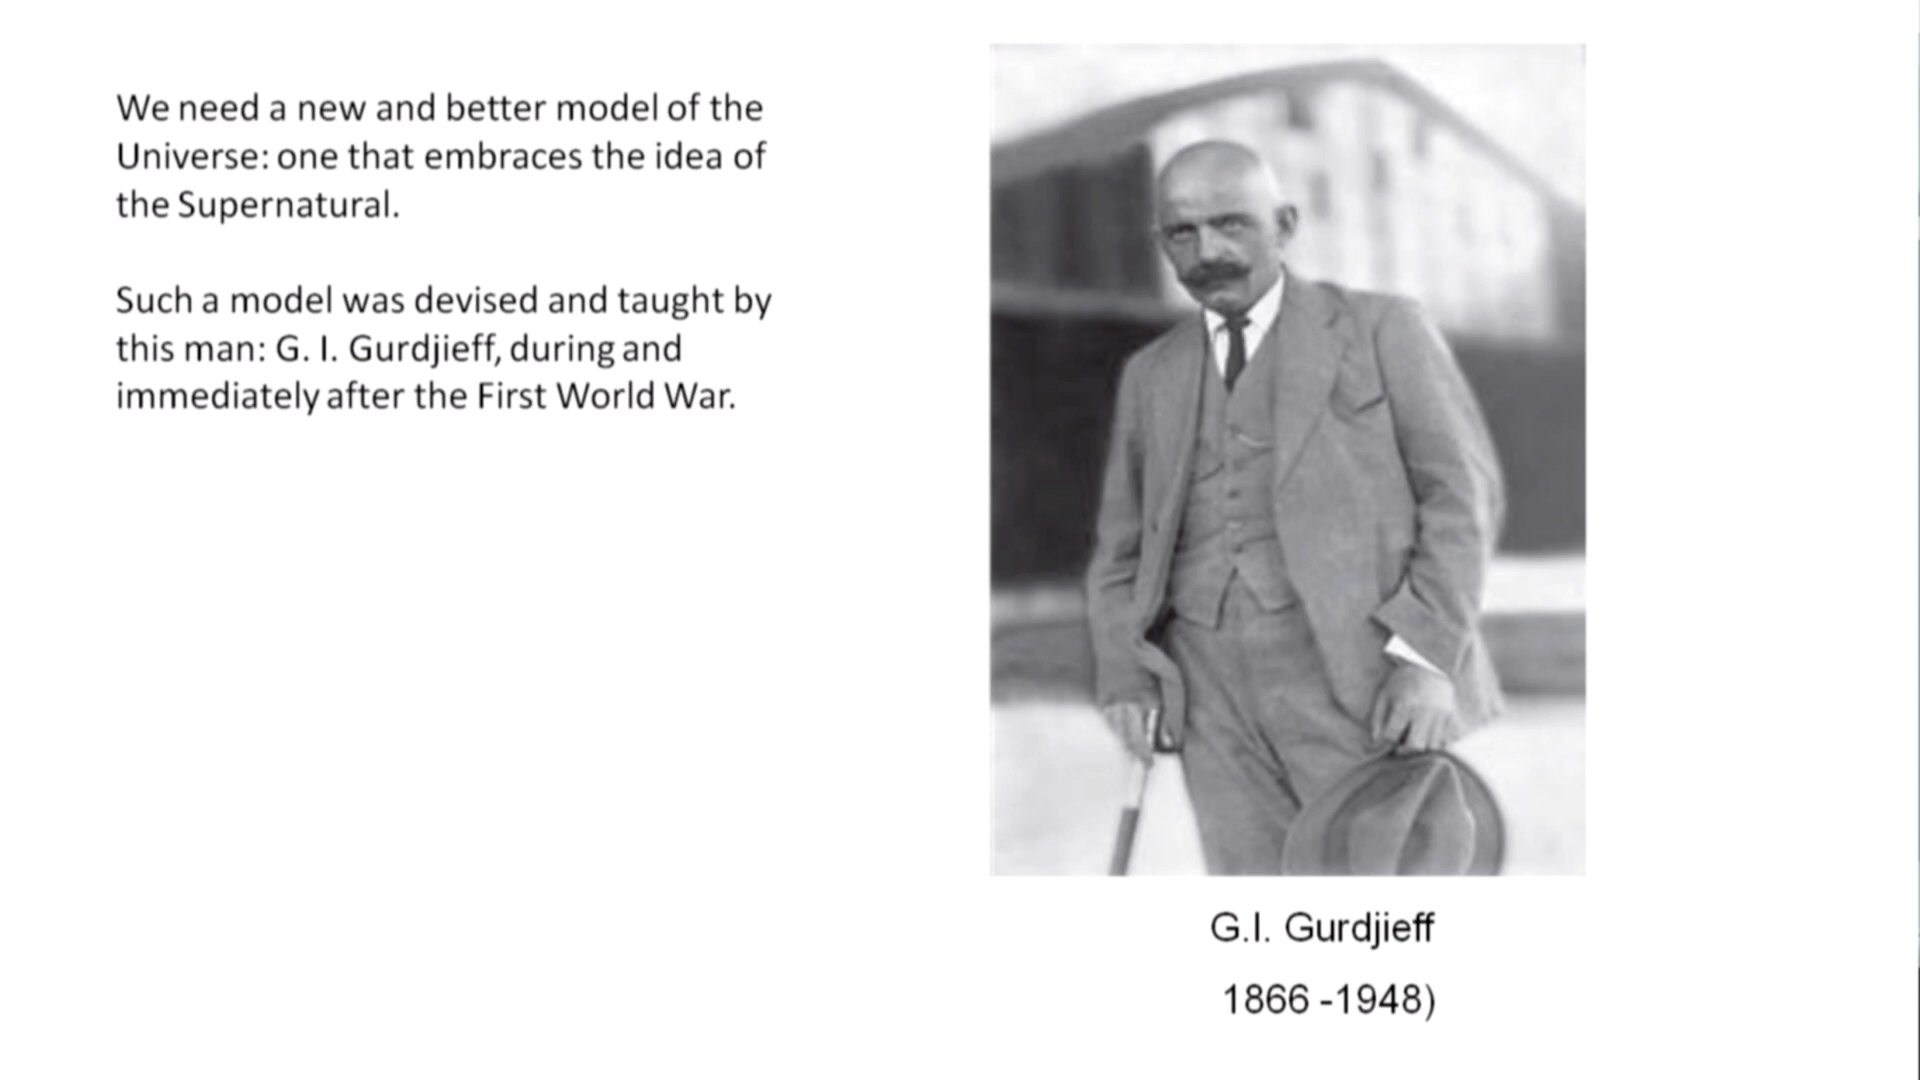 We need a new and better model of the
Universe: one that embraces the idea of
the Supernatural.
Such a model was devised and taught by
this man: G. I. Gurdjieff, during and
immediately after the First World War.
G.I. Gurdjieff
1866 -1948)